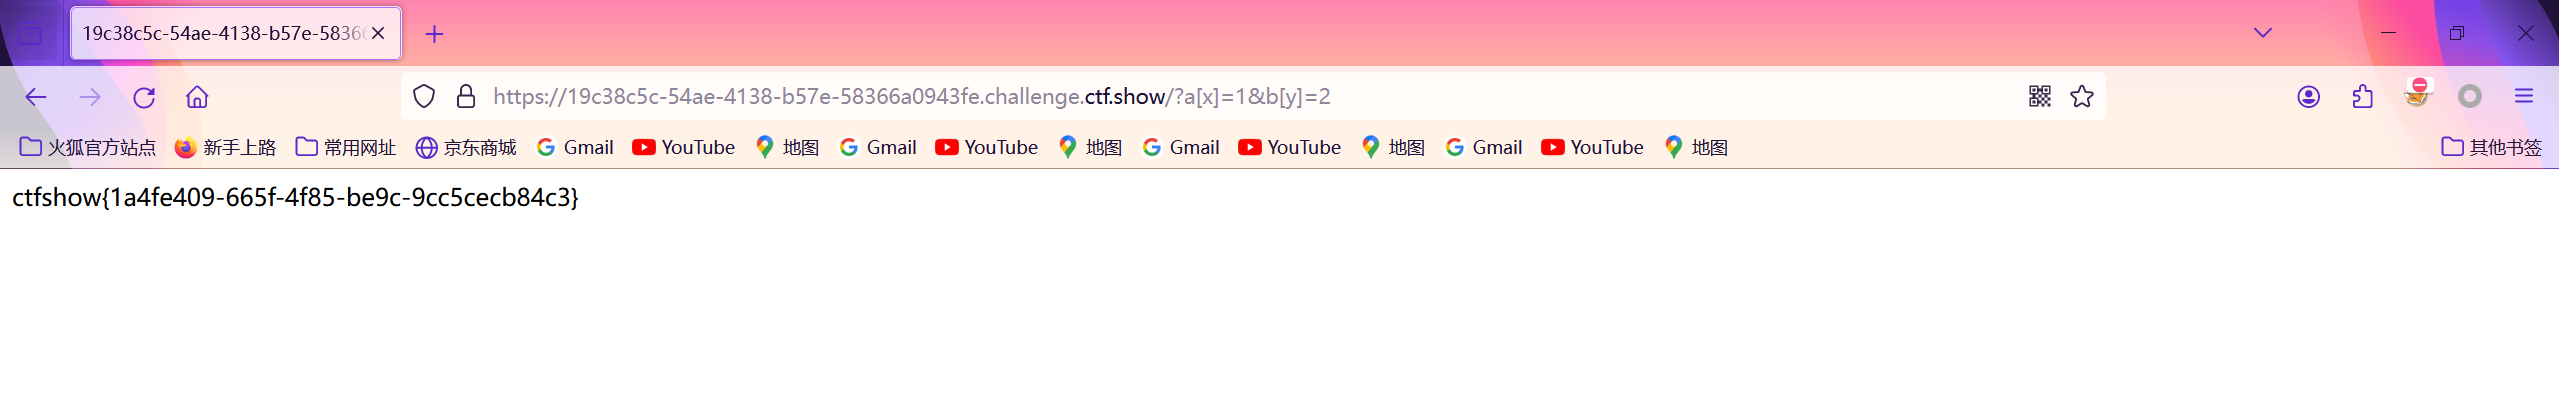 19c38c5c-54ae-4138-b57e-58366
https://19c38c5c-54ae-4138-b57e-58366a0943fe.challenge.ctf.show/?a[x]=1&b[y]=2
火狐官方站点 新手上路 常用网址 京东商城 Gmail YouTube 地图 Gmail YouTube 地图 Gmail YouTube 地图 Gmail YouTube 地图 其他书签
ctfshow{1a4fe409-665f-4f85-be9c-9cc5cecb84c3}